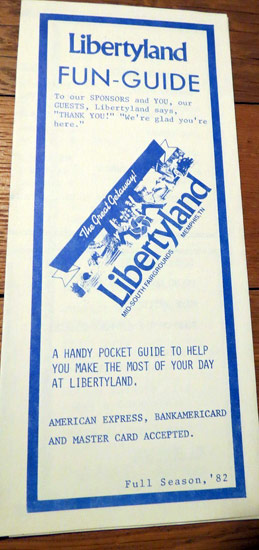 Libertyland
FUN-GUIDE
To our SPONSORS and YOU, our
GUESTS, Libertyland says,
"THANK YOU!" "We're glad you're
here."
The Great Getaway!
Libertyland
MID-SOUTH FAIRGROUNDS MEMPHIS, TN
A HANDY POCKET GUIDE TO HELP
YOU MAKE THE MOST OF YOUR DAY
AT LIBERTYLAND.
AMERICAN EXPRESS, BANKAMERICARD
AND MASTER CARD ACCEPTED.
Full Season,'82